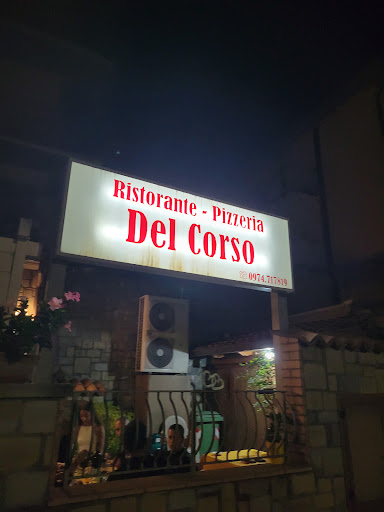 Ristorante - Pizzeria
Del Corso
☏ 0974.717819